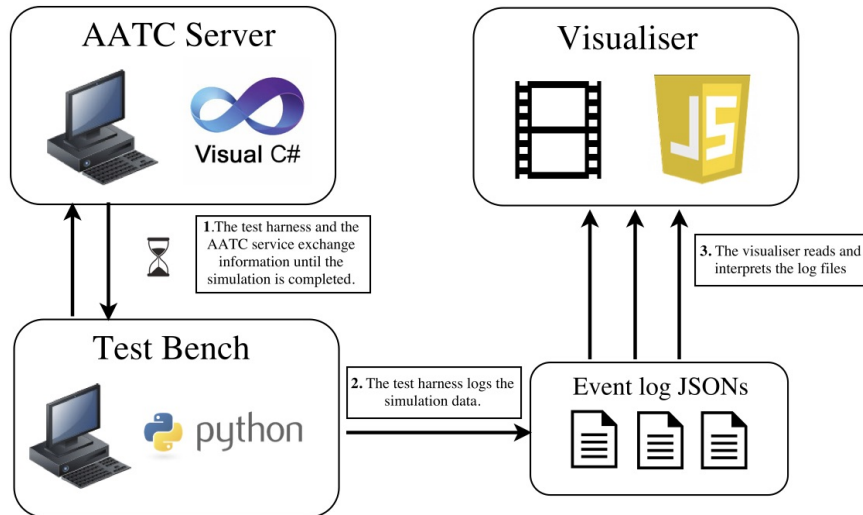 AATC Server
Visual C#
Visualiser
JS
1.The test harness and the
AATC service exchange
information until the
simulation is completed.
3. The visualiser reads and
interprets the log files
Test Bench
python
2. The test harness logs the
simulation data.
Event log JSONs